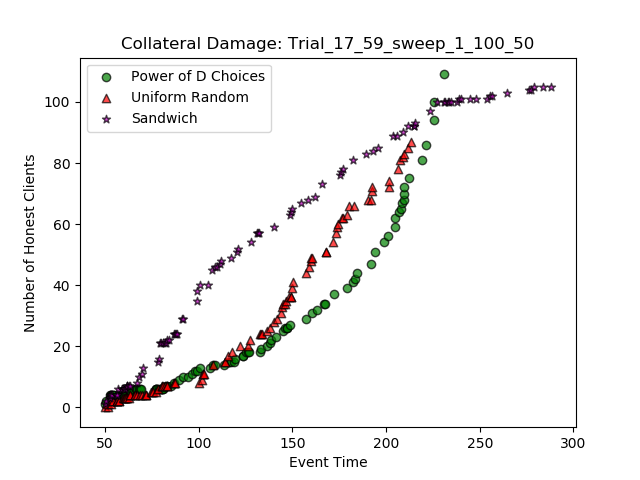 Collateral Damage: Trial_17_59_sweep_1_100_50
Power of D Choices
Uniform Random
Sandwich
Number of Honest Clients
100
80
60
40
20
0
50
100
150
200
250
300
Event Time